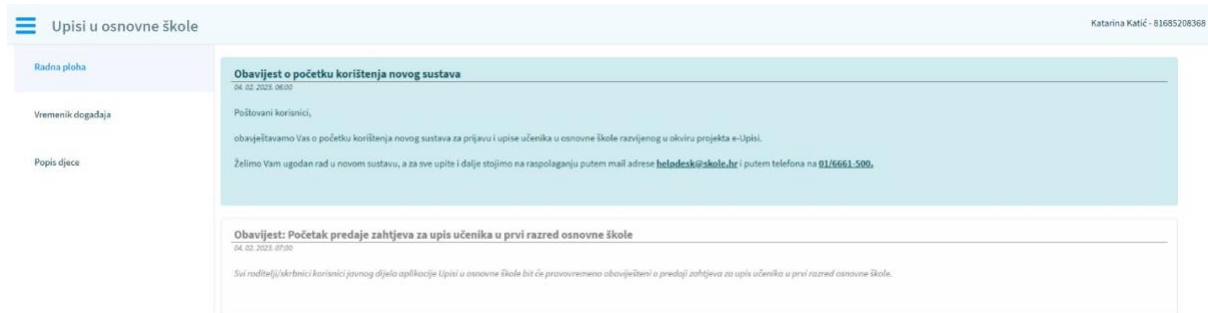 Upisi u osnovne škole
Katarina Katić - 81685208368
Radna ploha
Vremenik događaja
Popis djece
Obavijest o početku korištenja novog sustava
04. 02. 2023. 06:00
Poštovani korisnici,
obavještavamo Vas o početku korištenja novog sustava za prijavu i upise učenika u osnovne škole razvijenog u okviru projekta e-Upisi.
Želimo Vam ugodan rad u novom sustavu, a za sve upite i dalje stojimo na raspolaganju putem mail adrese helpdesk@skole.hr i putem telefona na 01/6661-500.
Obavijest: Početak predaje zahtjeva za upis učenika u prvi razred osnovne škole
04. 02. 2023. 07:00
Svi roditelji/skrbnici korisnici javnog dijela aplikacije Upisi u osnovne škole bit će pravovremeno obaviješteni o predaji zahtjeva za upis učenika u prvi razred osnovne škole.